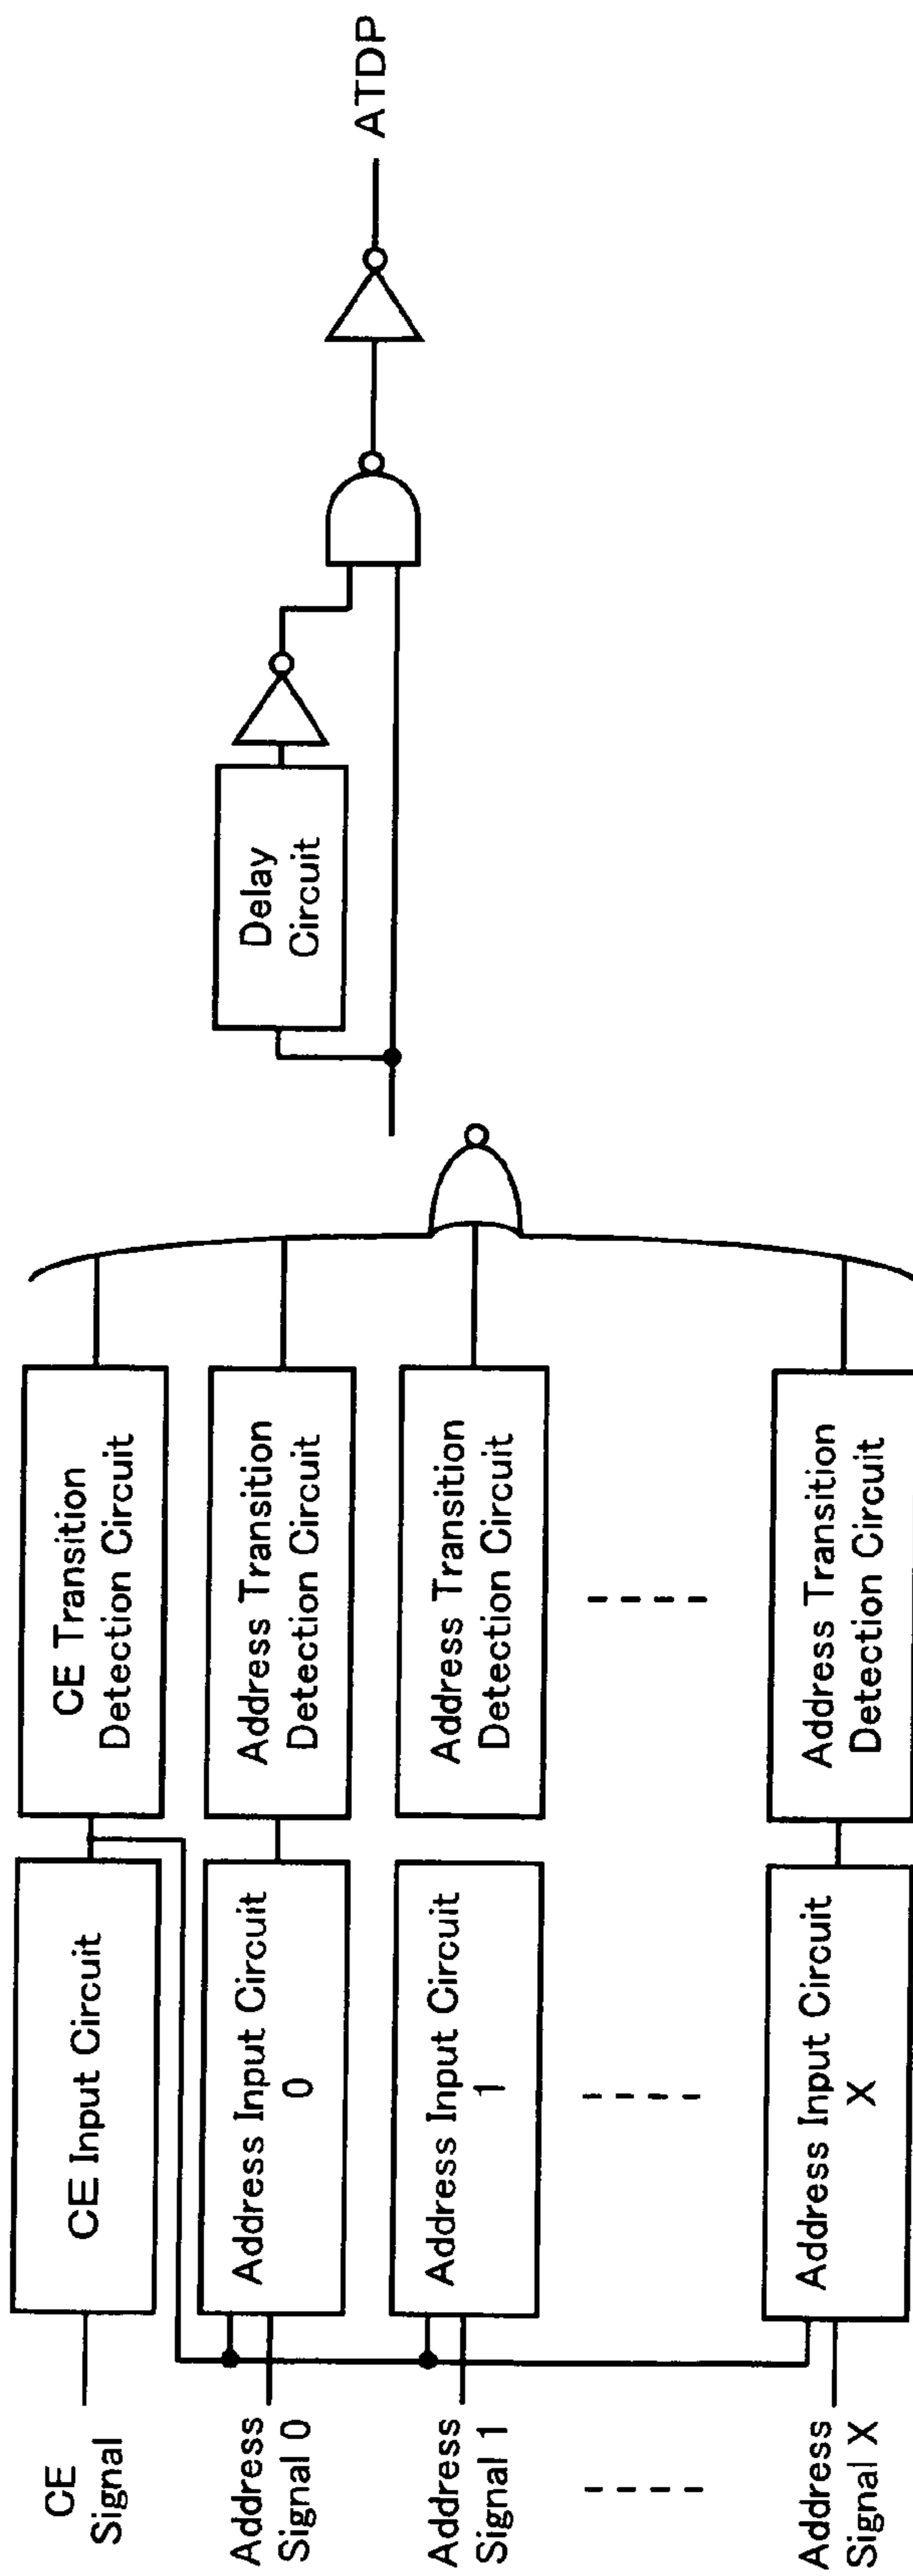 CE
Signal
CE Input Circuit
CE Transition
Detection Circuit
Address
Signal 0
Address Input Circuit
0
Address Transition
Detection Circuit
Address
Signal 1
Address Input Circuit
1
Address Transition
Detection Circuit
Address
Signal X
Address Input Circuit
X
Address Transition
Detection Circuit
Delay
Circuit
ATDP